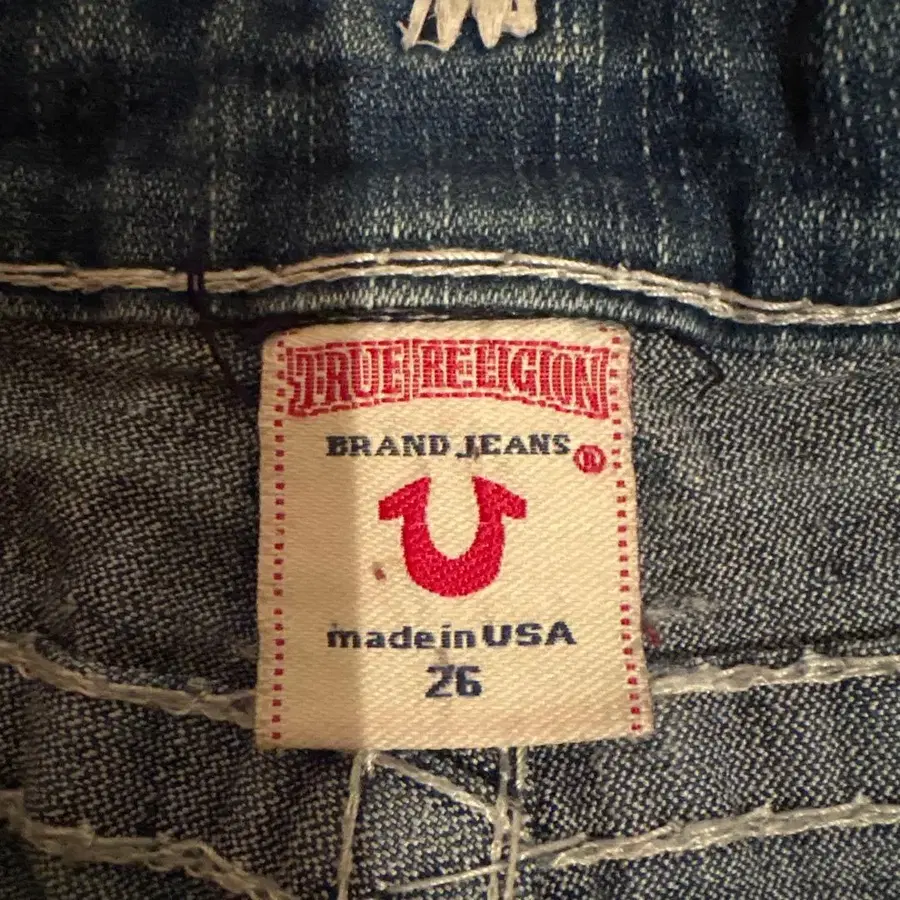 TRUE RELIGION
BRAND JEANS ®
made in USA
26